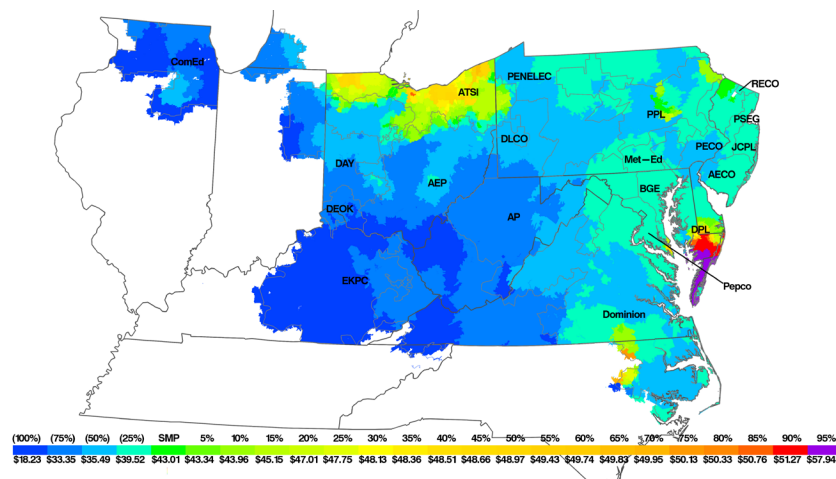 ComEd
ATSI
PENELEC
RECO
PPL
PSEG
DLCO
PECO
JCPL
DAY
Met–Ed
AECO
AEP
BGE
DEOK
AP
DPL
EKPC
Pepco
Dominion
(100%) (75%) (50%) (25%) SMP 5% 10% 15% 20% 25% 30% 35% 40% 45% 50% 55% 60% 65% 70% 75% 80% 85% 90% 95%
$18.23 $33.35 $35.49 $39.52 $43.01 $43.34 $43.96 $45.15 $47.01 $47.75 $48.13 $48.36 $48.51 $48.66 $48.97 $49.43 $49.74 $49.83 $49.95 $50.13 $50.33 $50.76 $51.27 $57.94